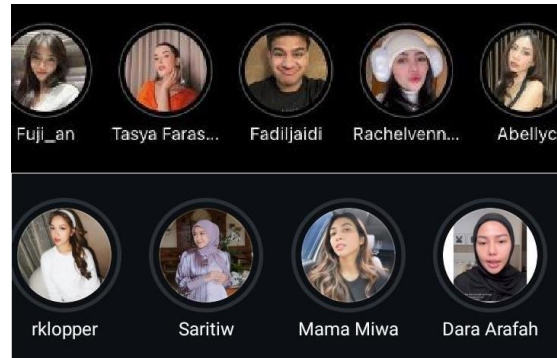 Fuji_an Tasya Faras... Fadiljaidi Rachelvenn... Abellyc
rklopper Saritiw Mama Miwa Dara Arafah